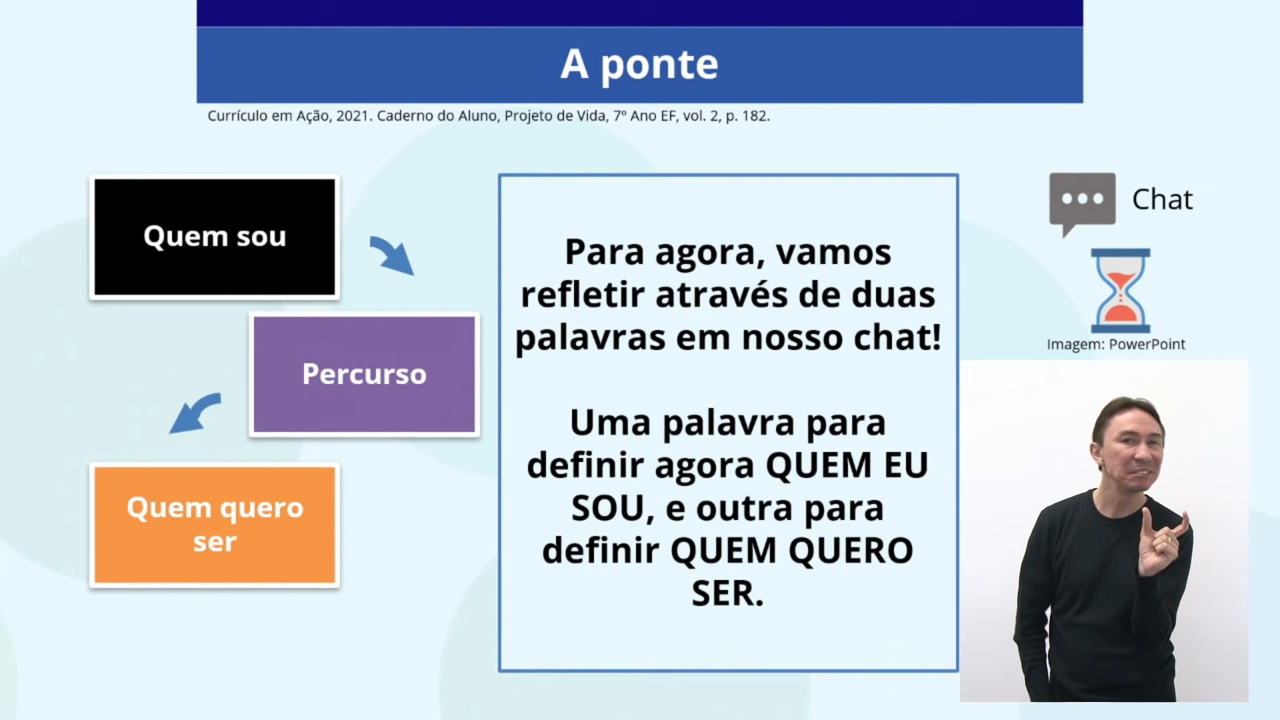 A ponte
Currículo em Ação, 2021. Caderno do Aluno, Projeto de Vida, 7º Ano EF, vol. 2, p. 182.
Quem sou
Percurso
Quem quero
ser
Para agora, vamos
refletir através de duas
palavras em nosso chat!
Uma palavra para
definir agora QUEM EU
SOU, e outra para
definir QUEM QUERO
SER.
Chat
Imagem: PowerPoint